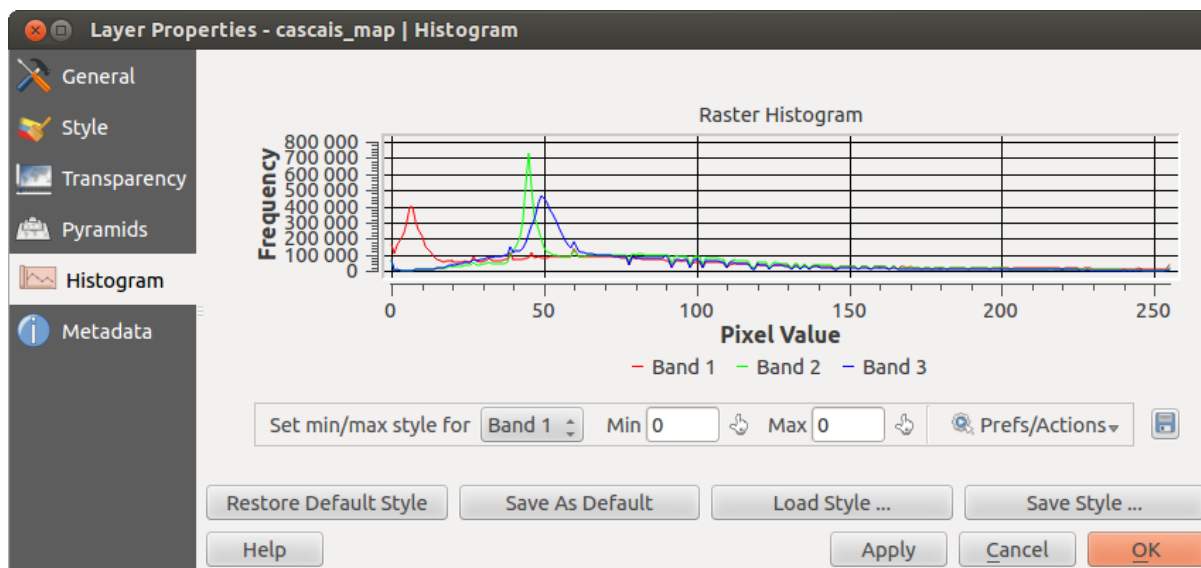 Layer Properties - cascais_map | Histogram
General
Style
Transparency
Pyramids
Histogram
Metadata
Raster Histogram
Frequency
800 000
700 000
600 000
500 000
400 000
300 000
200 000
100 000
0
0 50 100 150 200 250
Pixel Value
Band 1 Band 2 Band 3
Set min/max style for Band 1 Min 0 Max 0 Prefs/Actions
Restore Default Style Save As Default Load Style ... Save Style ...
Help Apply Cancel OK